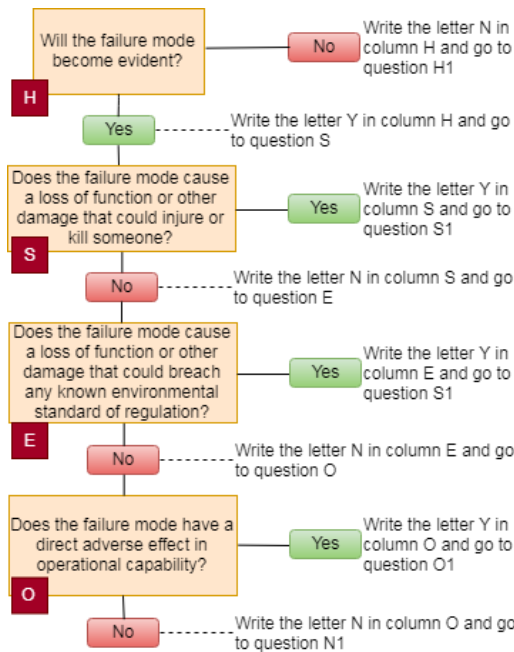 Will the failure mode
become evident?
H
No
Write the letter N in
column H and go to
question H1
Yes
Write the letter Y in column H and go
to question S
Does the failure mode cause
a loss of function or other
damage that could injure or
kill someone?
S
Yes
Write the letter Y in
column S and go to
question S1
No
Write the letter N in column S and go
to question E
Does the failure mode cause
a loss of function or other
damage that could breach
any known environmental
standard of regulation?
E
Yes
Write the letter Y in
column E and go to
question S1
No
Write the letter N in column E and go
to question O
Does the failure mode have a
direct adverse effect in
operational capability?
O
Yes
Write the letter Y in
column O and go to
question O1
No
Write the letter N in column O and go
to question N1